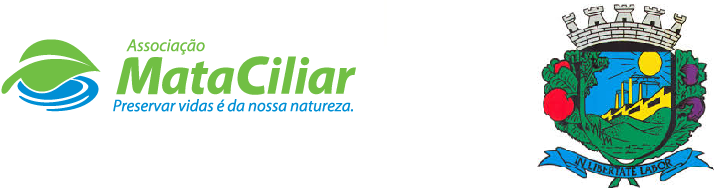 Associação
MataCiliar
Preservar vidas é da nossa natureza.
IN LIBERTATE LABOR